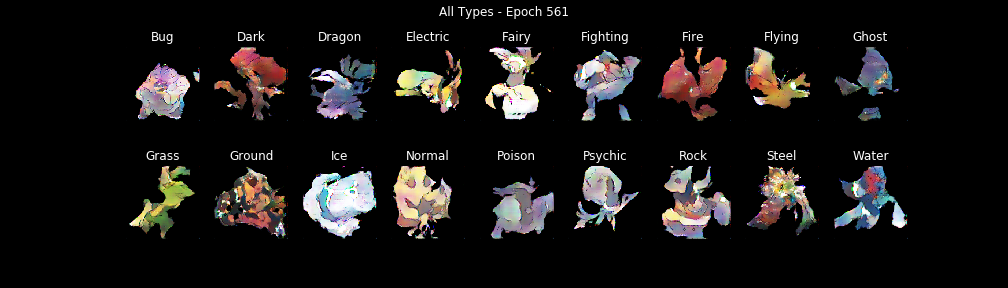 All Types - Epoch 561
Bug Dark Dragon Electric Fairy Fighting Fire Flying Ghost
Grass Ground Ice Normal Poison Psychic Rock Steel Water